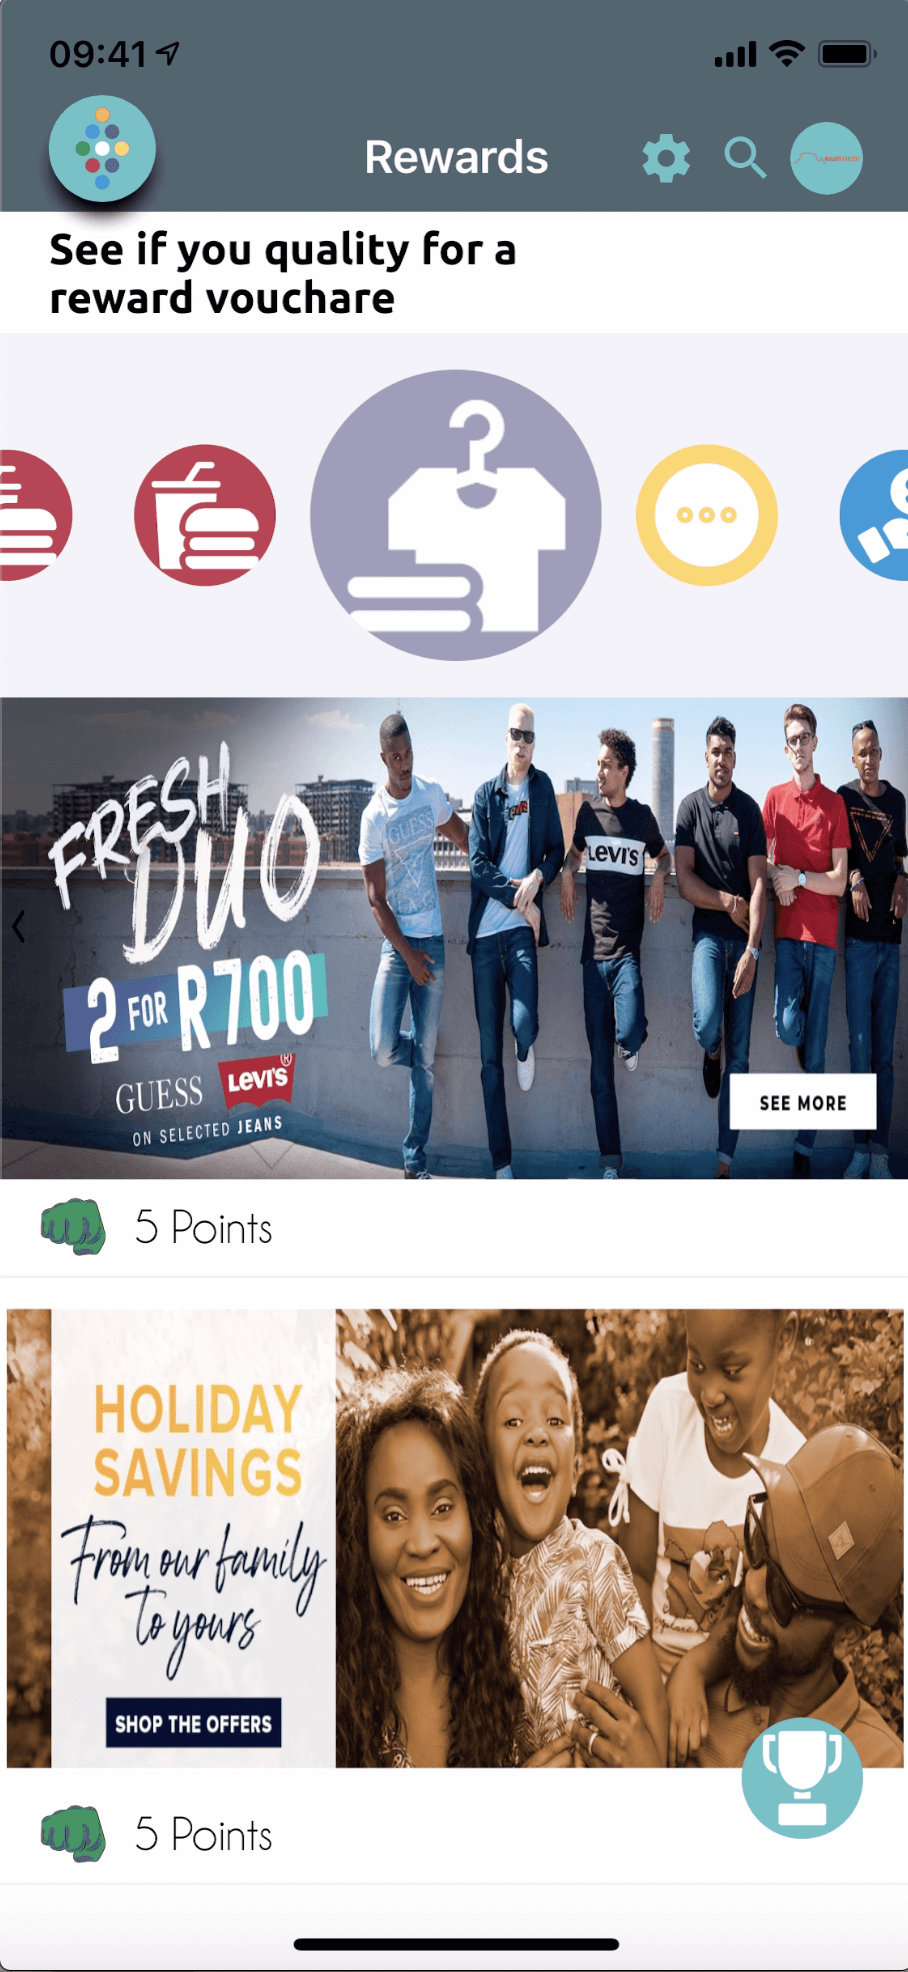 09:41
Rewards
See if you quality for a
reward vouchare
FRESH
DUO
2 FOR R700
GUESS LEVI'S®
ON SELECTED JEANS
GUESS
LEVI'S
SEE MORE
5 Points
HOLIDAY
SAVINGS
From our family
to yours
SHOP THE OFFERS
5 Points